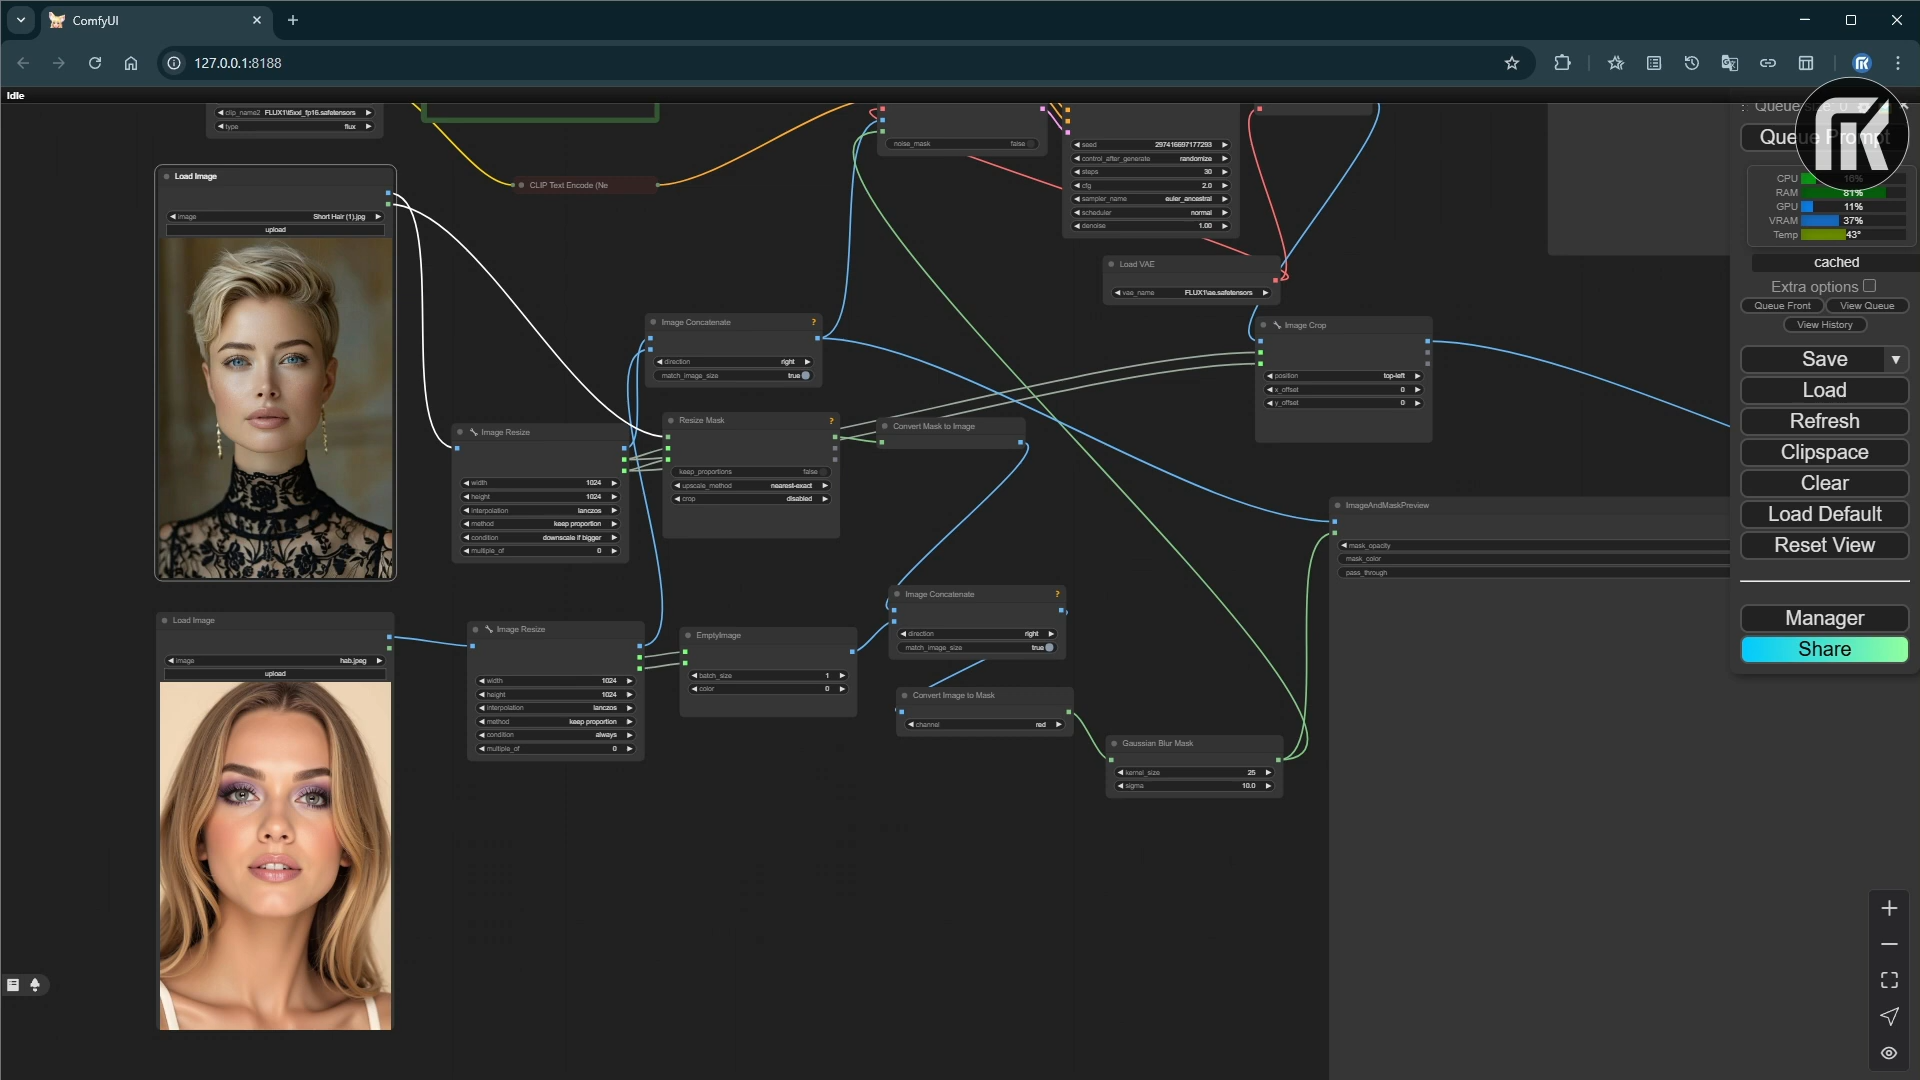 ComfyUI
127.0.0.1:8188
Idle
clip_name2 FLUX1\t5xxl_fp16.safetensors
type flux
noise_mask false
seed 297416697177293
control_after_generate randomize
steps 30
cfg 2.0
sampler_name euler_ancestral
scheduler normal
denoise 1.00
CLIP Text Encode (Ne
Load Image
image Short Hair (1).jpg
upload
Load VAE
vae_name FLUX1\ae.safetensors
Image Concatenate ?
direction right
match_image_size true
Image Crop
position top-left
x_offset 0
y_offset 0
Image Resize
width 1024
height 1024
interpolation lanczos
method keep proportion
condition downscale if bigger
multiple_of 0
Resize Mask ?
keep_proportions false
upscale_method nearest-exact
crop disabled
Convert Mask to Image
ImageAndMaskPreview
mask_opacity
mask_color
pass_through
Load Image
image hab.jpeg
upload
Image Resize
width 1024
height 1024
interpolation lanczos
method keep proportion
condition always
multiple_of 0
EmptyImage
batch_size 1
color 0
Image Concatenate ?
direction right
match_image_size true
Convert Image to Mask
channel red
Gaussian Blur Mask
kernel_size 25
sigma 10.0
Queue size: 0
Queue Prompt
CPU 16%
RAM 81%
GPU 11%
VRAM 37%
Temp 43°
cached
Extra options
Queue Front View Queue
View History
Save
Load
Refresh
Clipspace
Clear
Load Default
Reset View
Manager
Share